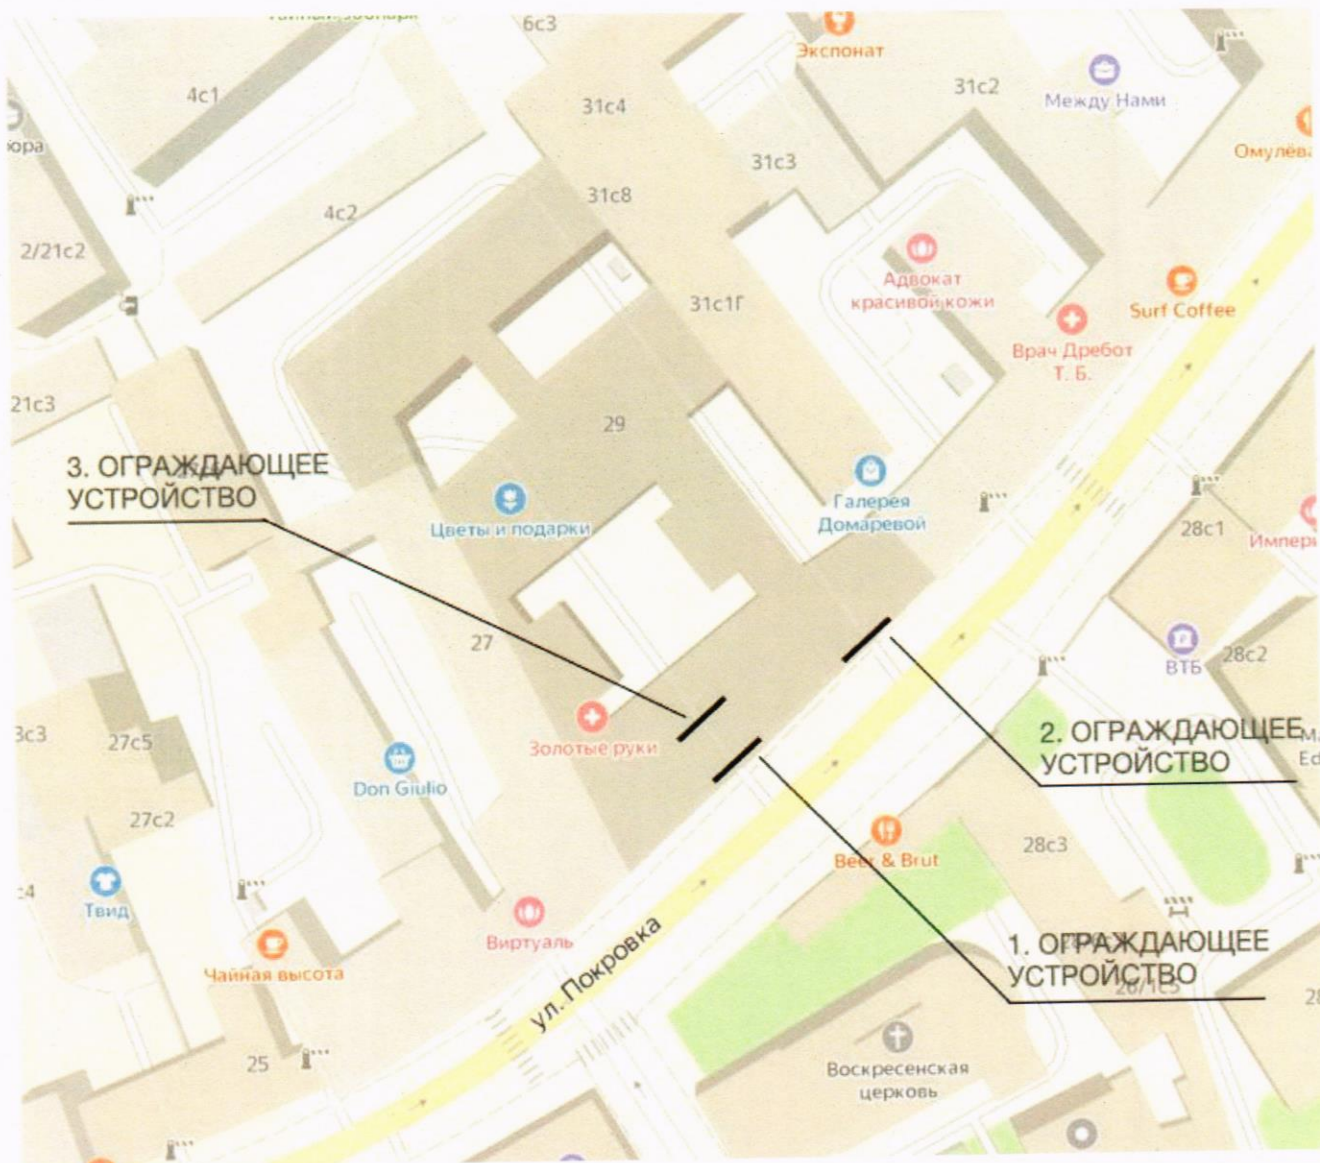 6с3
Экспонат
4с1
31с4
31с2
Между Нами
31с3
4с2
31с8
2/21с2
Адвокат
красивой кожи
31с1Г
Surf Coffee
Врач Дребот
Т. Б.
21с3
29
3. ОГРАЖДАЮЩЕЕ
УСТРОЙСТВО
Цветы и подарки
Галерея
Домаревой
28с1
27
ВТБ
28с2
3с3
27с5
Золотые руки
2. ОГРАЖДАЮЩЕЕ
УСТРОЙСТВО
Don Giulio
27с2
Beer & Brut
28с3
Твид
Виртуаль
Чайная высота
ул. Покровка
1. ОГРАЖДАЮЩЕЕ
УСТРОЙСТВО
25
Воскресенская
церковь